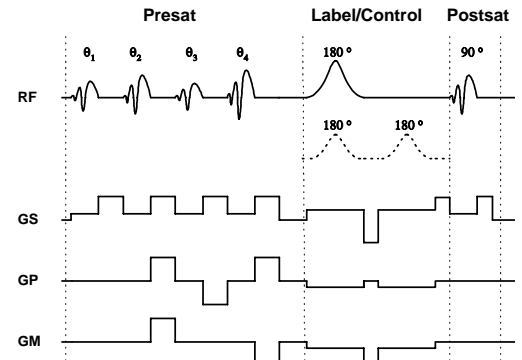 Presat Label/Control Postsat
θ1 θ2 θ3 θ4 180 º 90 º
RF
180 º 180 º
GS
GP
GM